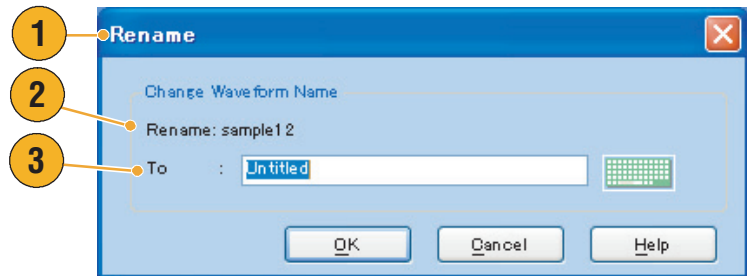 1
Rename
2
Change Waveform Name
Rename: sample12
3
To : Untitled
OK Cancel Help